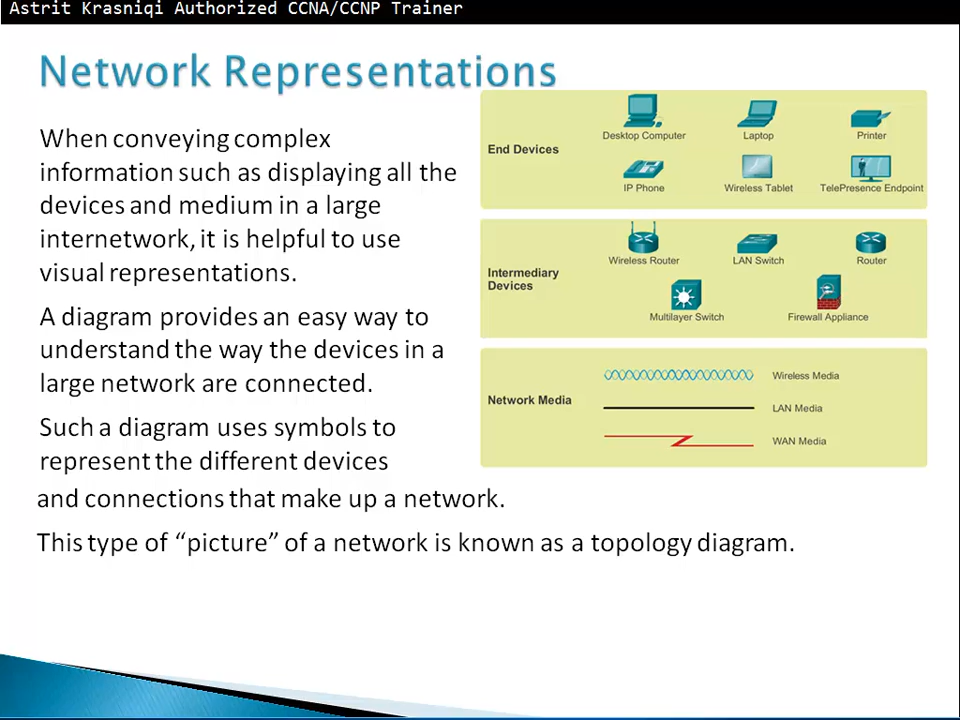 Astrit Krasniqi Authorized CCNA/CCNP Trainer
Network Representations
When conveying complex
information such as displaying all the
devices and medium in a large
internetwork, it is helpful to use
visual representations.
A diagram provides an easy way to
understand the way the devices in a
large network are connected.
Such a diagram uses symbols to
represent the different devices
and connections that make up a network.
This type of “picture” of a network is known as a topology diagram.
End Devices
Desktop Computer
Laptop
Printer
IP Phone
Wireless Tablet
TelePresence Endpoint
Intermediary
Devices
Wireless Router
LAN Switch
Router
Multilayer Switch
Firewall Appliance
Network Media
Wireless Media
LAN Media
WAN Media